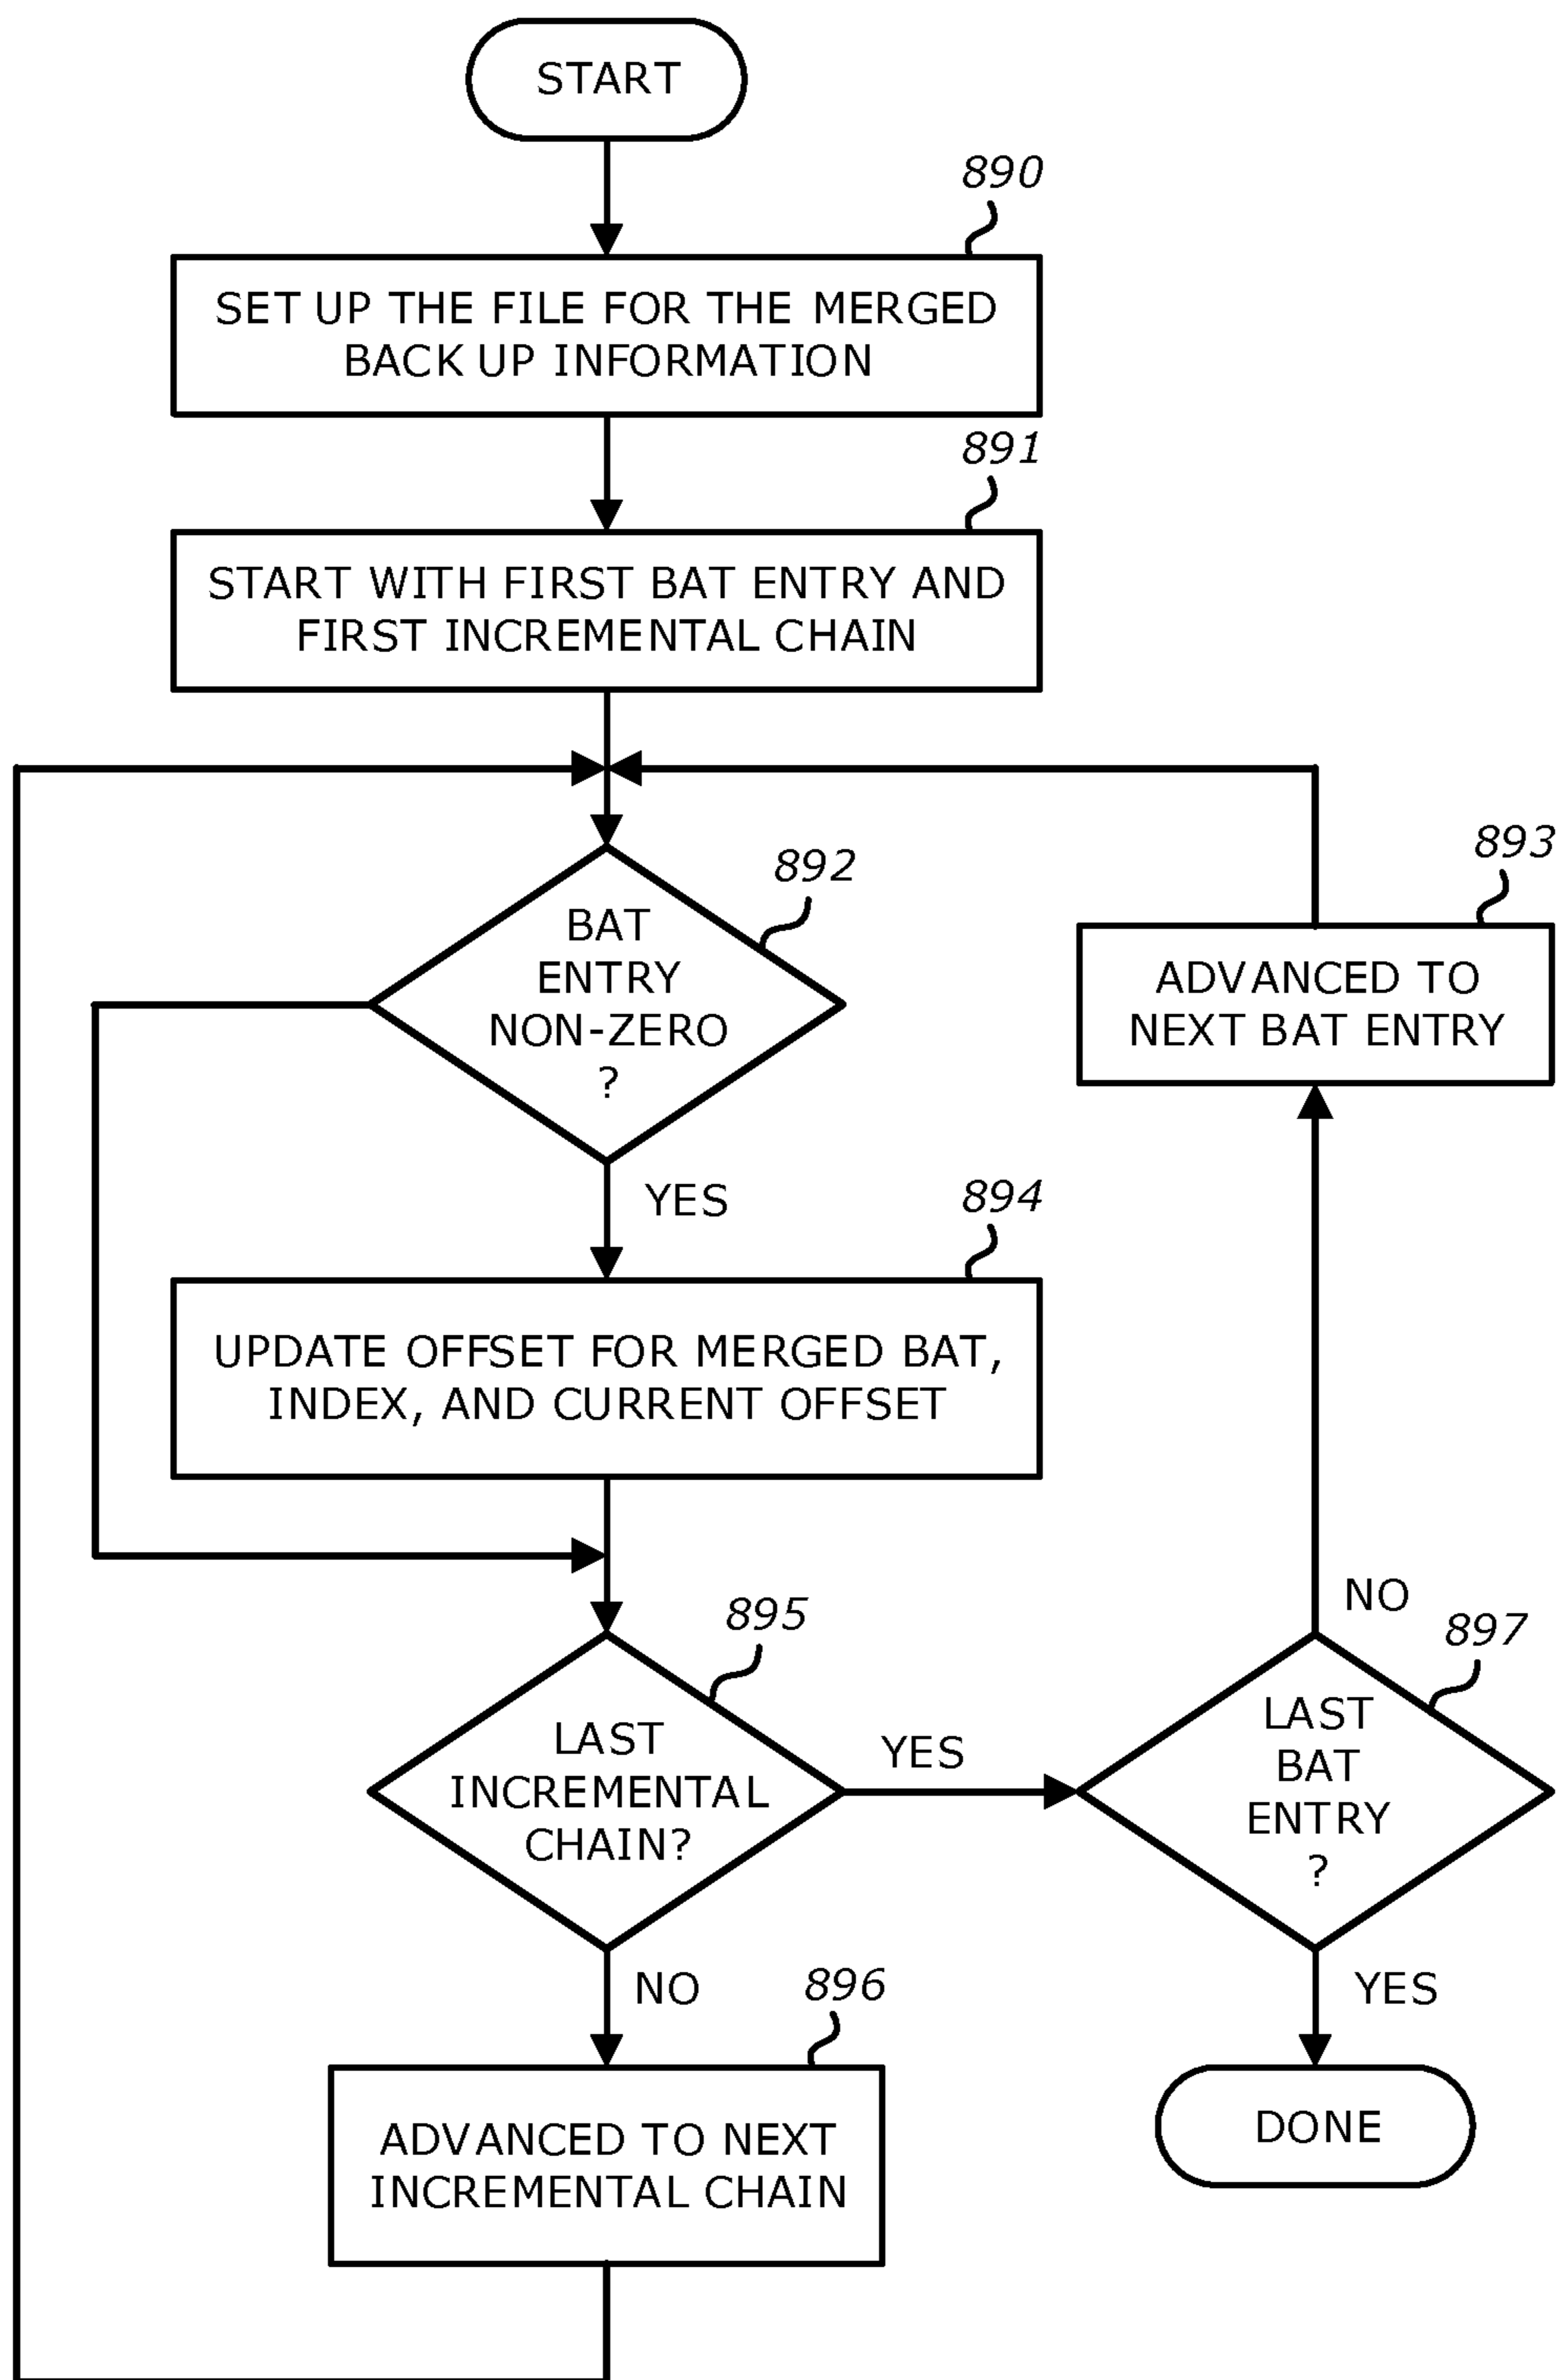 START
890
SET UP THE FILE FOR THE MERGED
BACK UP INFORMATION
891
START WITH FIRST BAT ENTRY AND
FIRST INCREMENTAL CHAIN
892
BAT
ENTRY
NON-ZERO
?
893
ADVANCED TO
NEXT BAT ENTRY
YES
894
UPDATE OFFSET FOR MERGED BAT,
INDEX, AND CURRENT OFFSET
895
LAST
INCREMENTAL
CHAIN?
YES
NO
897
LAST
BAT
ENTRY
?
NO
896
ADVANCED TO NEXT
INCREMENTAL CHAIN
YES
DONE